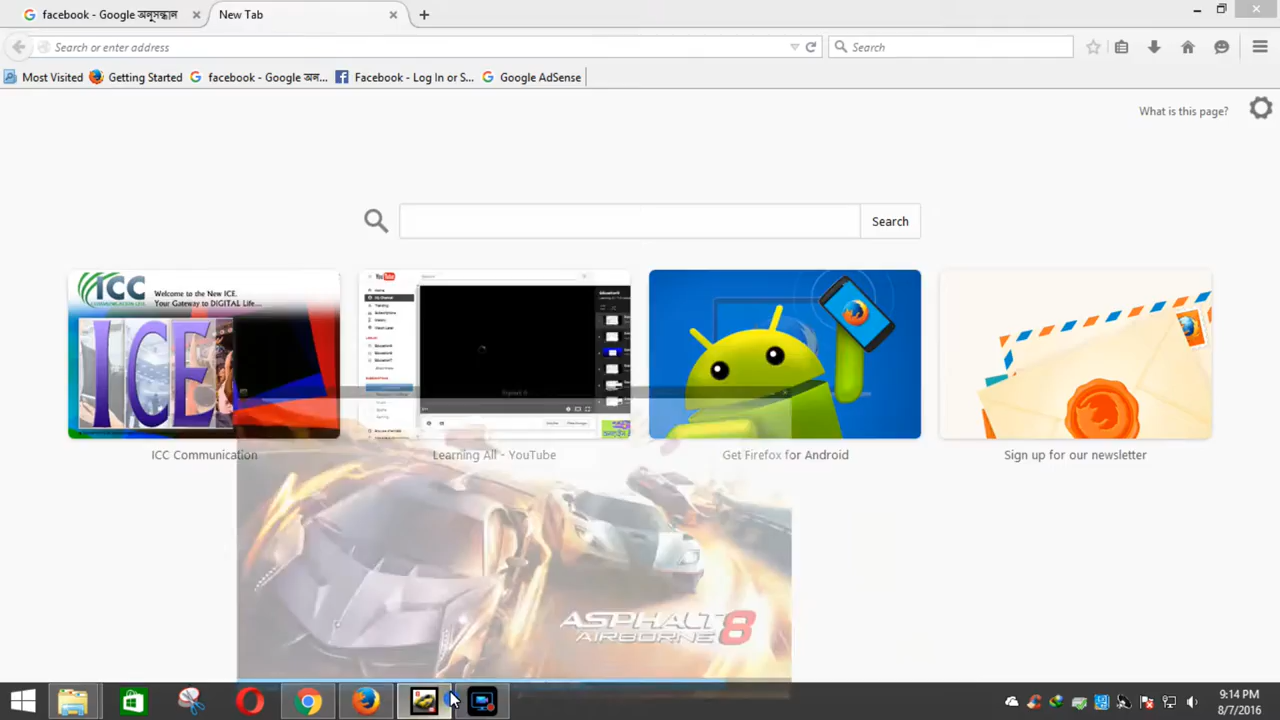 facebook - Google অনুসন্ধান
New Tab
Search or enter address
Search
Most Visited
Getting Started
facebook - Google অন...
Facebook - Log In or S...
Google AdSense
What is this page?
Search
ICC
COMMUNICATION
Welcome to the New ICE.
Your Gateway to DIGITAL Life...
ICE
YouTube
ICC Communication
Learning All - YouTube
Get Firefox for Android
Sign up for our newsletter
ASPHALT 8
AIRBORNE
9:14 PM
8/7/2016